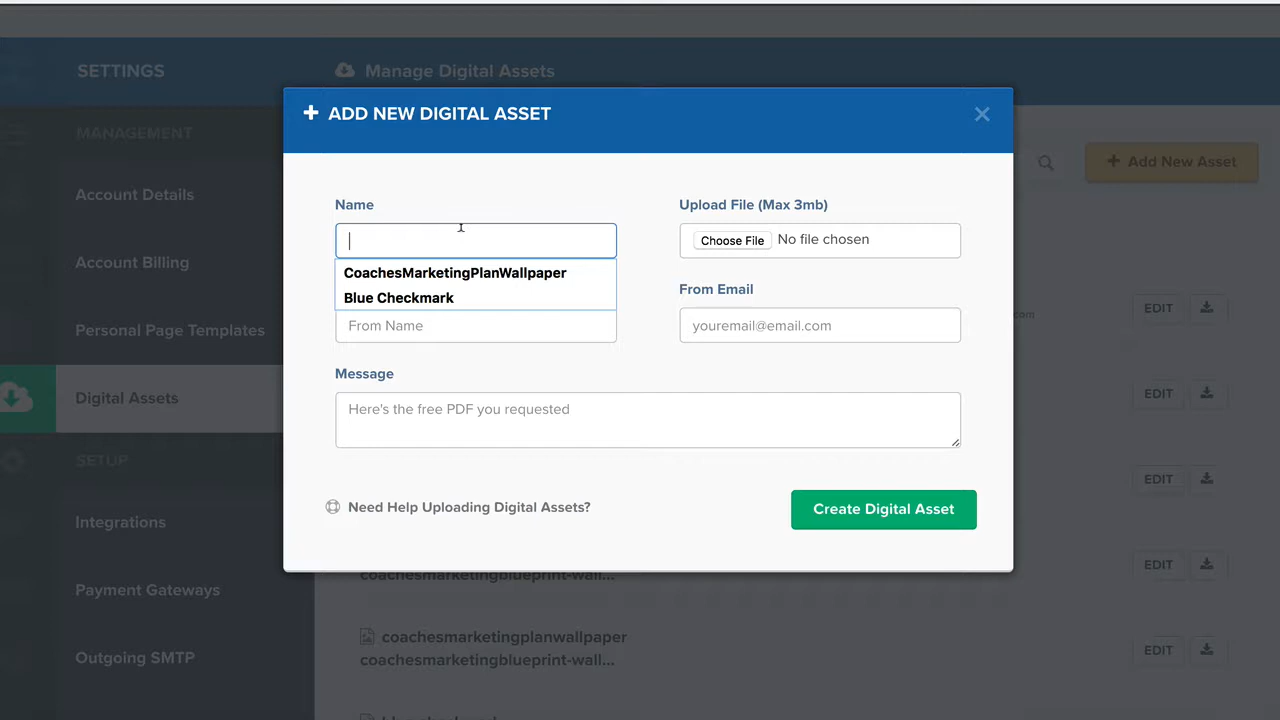 SETTINGS
Manage Digital Assets
ADD NEW DIGITAL ASSET
MANAGEMENT
Add New Asset
Account Details
Name
Upload File (Max 3mb)
Choose File No file chosen
Account Billing
CoachesMarketingPlanWallpaper
Blue Checkmark
From Email
From Name
youremail@email.com
com
EDIT
Personal Page Templates
Message
Digital Assets
Here's the free PDF you requested
EDIT
SETUP
EDIT
Need Help Uploading Digital Assets?
Create Digital Asset
Integrations
EDIT
coachesmarketingblueprint-wall...
Payment Gateways
coachesmarketingplanwallpaper
coachesmarketingblueprint-wall...
EDIT
Outgoing SMTP